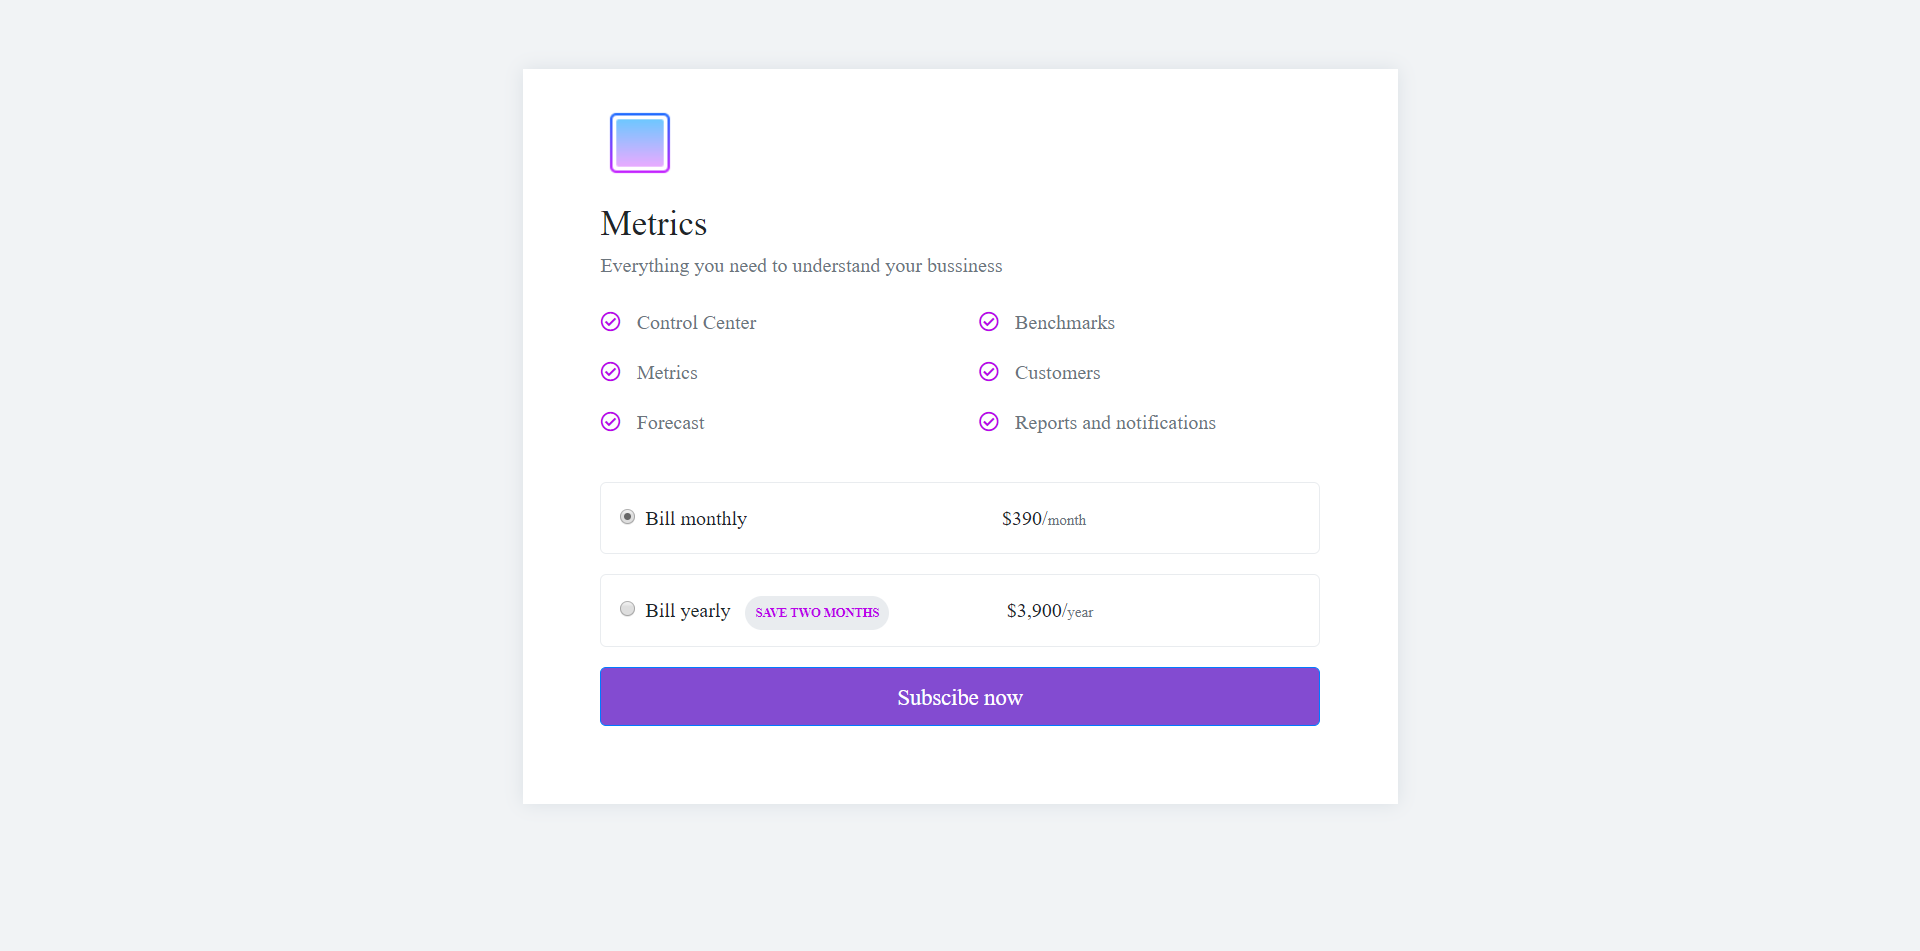 Metrics
Everything you need to understand your bussiness
Control Center
Benchmarks
Metrics
Customers
Forecast
Reports and notifications
Bill monthly $390/month
Bill yearly SAVE TWO MONTHS $3,900/year
Subscibe now